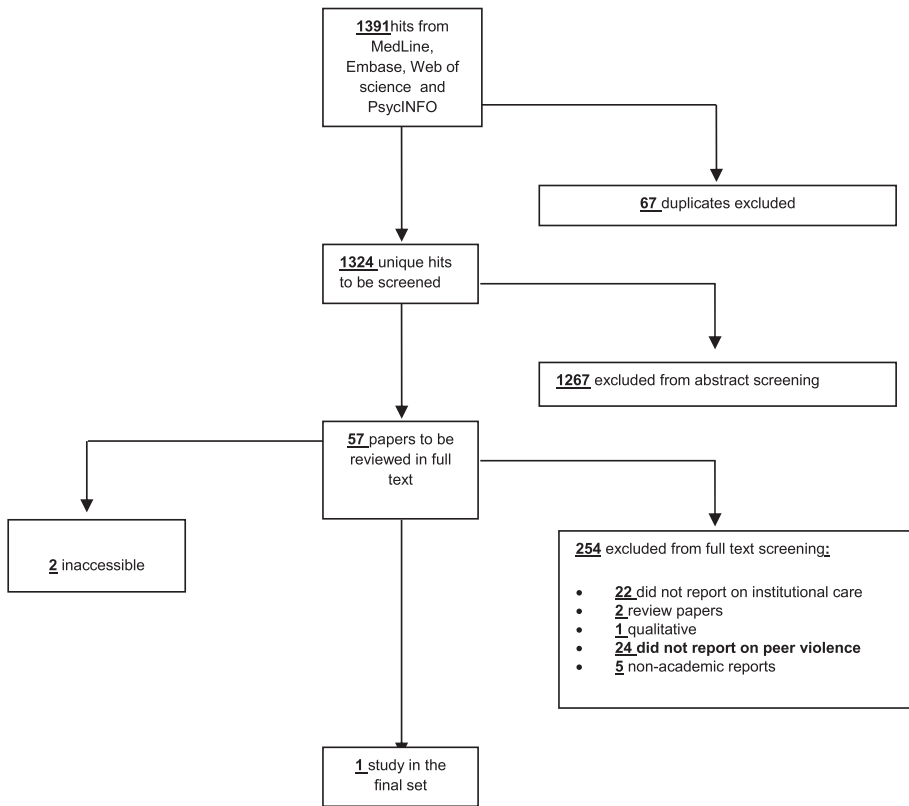 1391hits from
MedLine,
Embase, Web of
science and
PsycINFO
67 duplicates excluded
1324 unique hits
to be screened
1267 excluded from abstract screening
57 papers to be
reviewed in full
text
2 inaccessible
254 excluded from full text screening:
• 22 did not report on institutional care
• 2 review papers
• 1 qualitative
• 24 did not report on peer violence
• 5 non-academic reports
1 study in the
final set